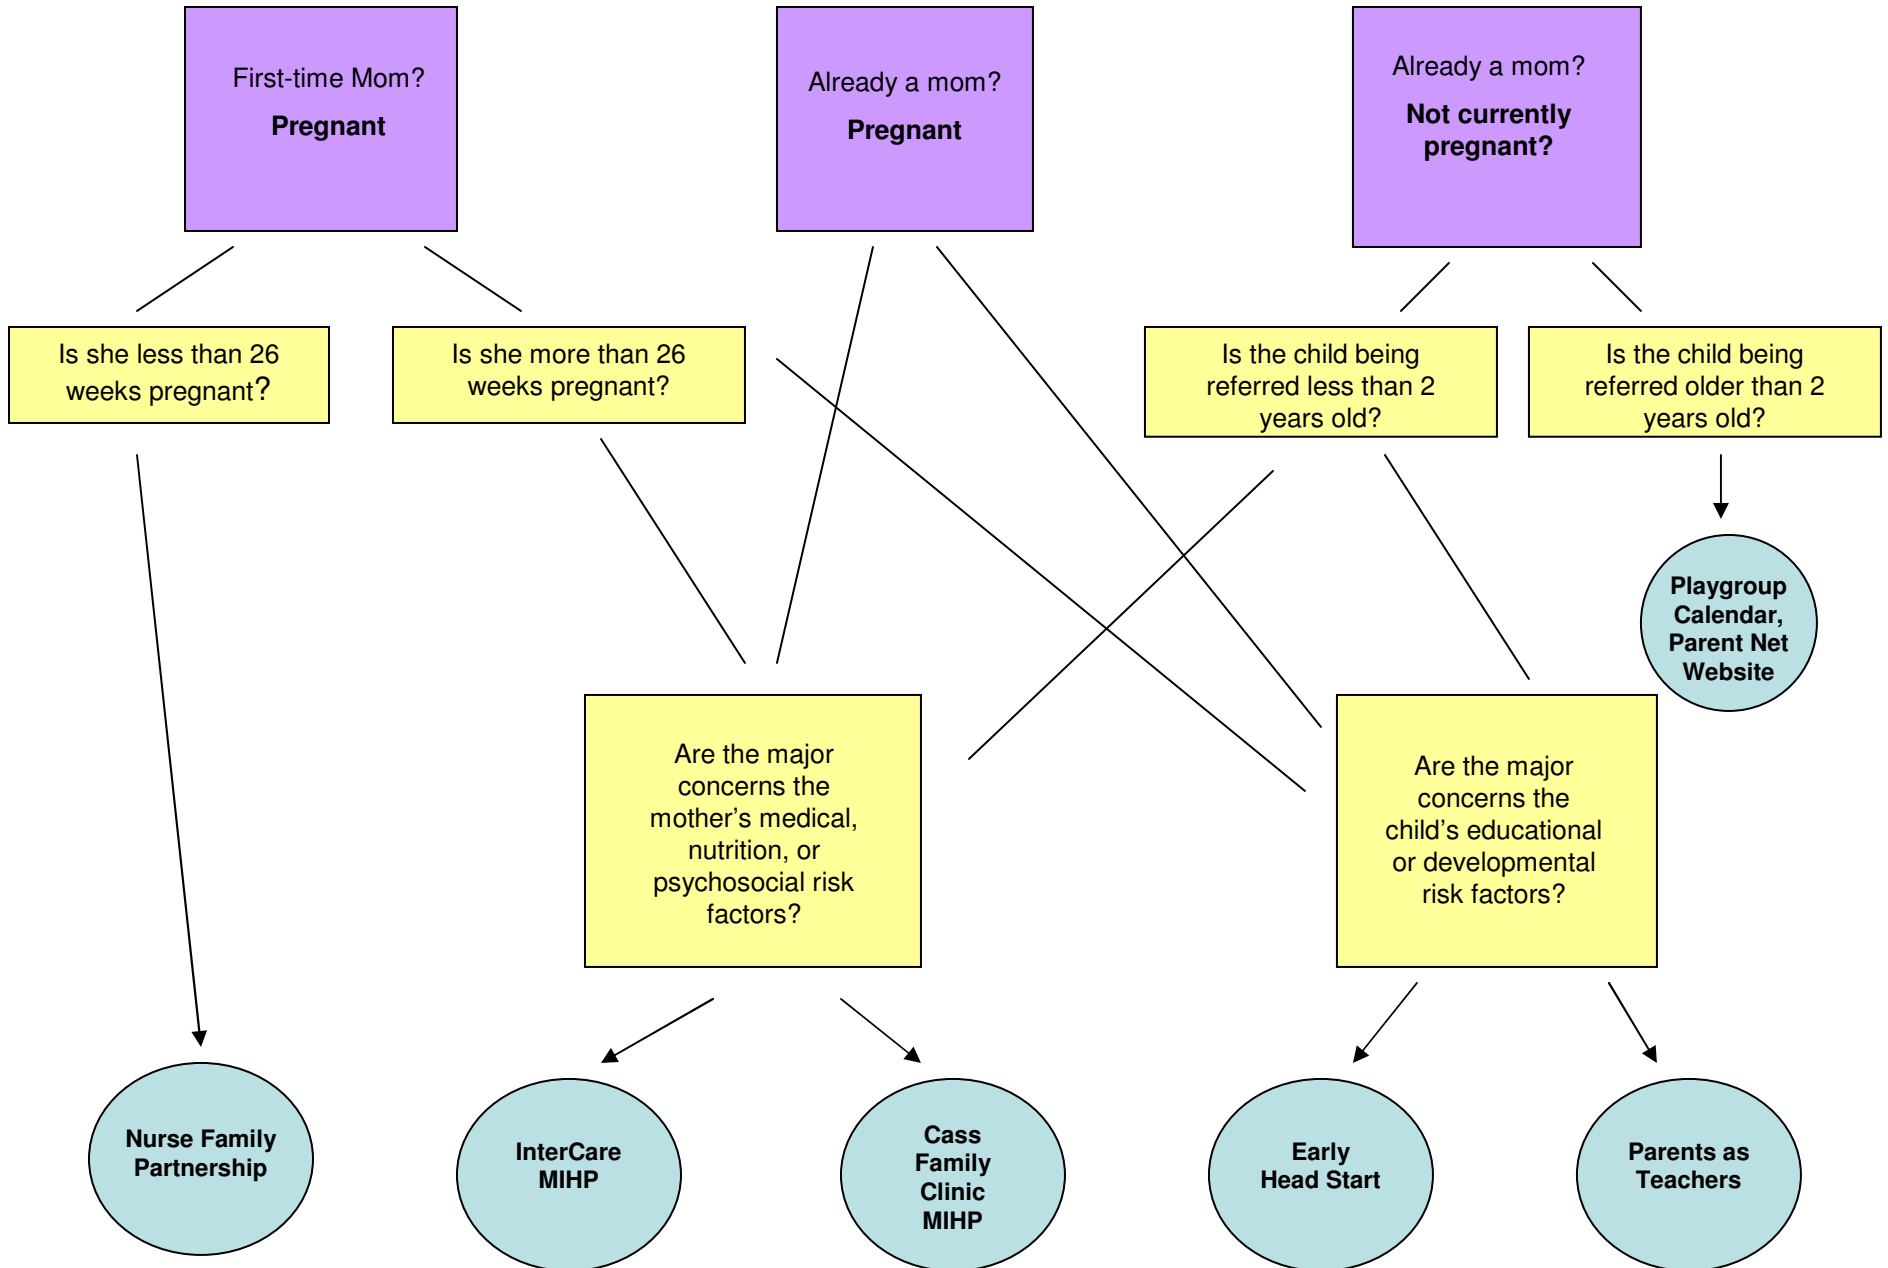 First-time Mom?
Pregnant
Already a mom?
Pregnant
Already a mom?
Not currently
pregnant?
Is she less than 26
weeks pregnant?
Is she more than 26
weeks pregnant?
Is the child being
referred less than 2
years old?
Is the child being
referred older than 2
years old?
Playgroup
Calendar,
Parent Net
Website
Are the major
concerns the
mother’s medical,
nutrition, or
psychosocial risk
factors?
Are the major
concerns the
child’s educational
or developmental
risk factors?
Nurse Family
Partnership
InterCare
MIHP
Cass
Family
Clinic
MIHP
Early
Head Start
Parents as
Teachers